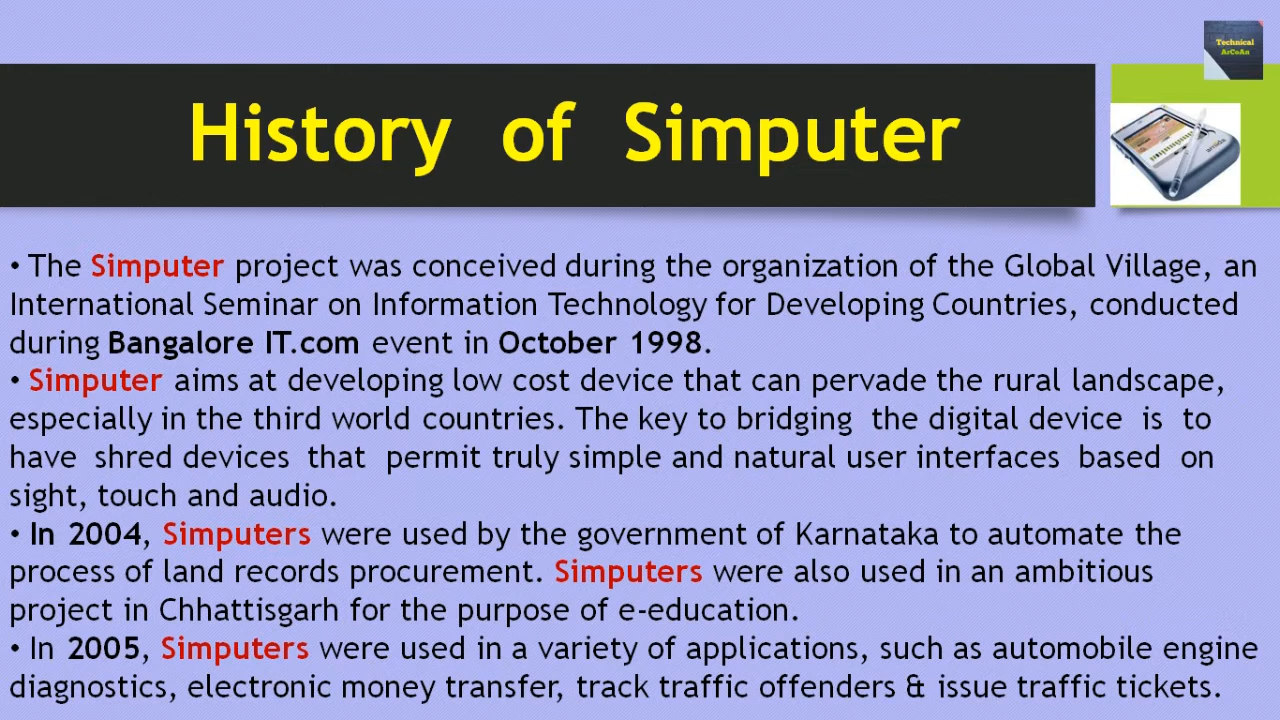 Technical
ArCoAn
History of Simputer
• The Simputer project was conceived during the organization of the Global Village, an
International Seminar on Information Technology for Developing Countries, conducted
during Bangalore IT.com event in October 1998.
• Simputer aims at developing low cost device that can pervade the rural landscape,
especially in the third world countries. The key to bridging the digital device is to
have shred devices that permit truly simple and natural user interfaces based on
sight, touch and audio.
• In 2004, Simputers were used by the government of Karnataka to automate the
process of land records procurement. Simputers were also used in an ambitious
project in Chhattisgarh for the purpose of e-education.
• In 2005, Simputers were used in a variety of applications, such as automobile engine
diagnostics, electronic money transfer, track traffic offenders & issue traffic tickets.